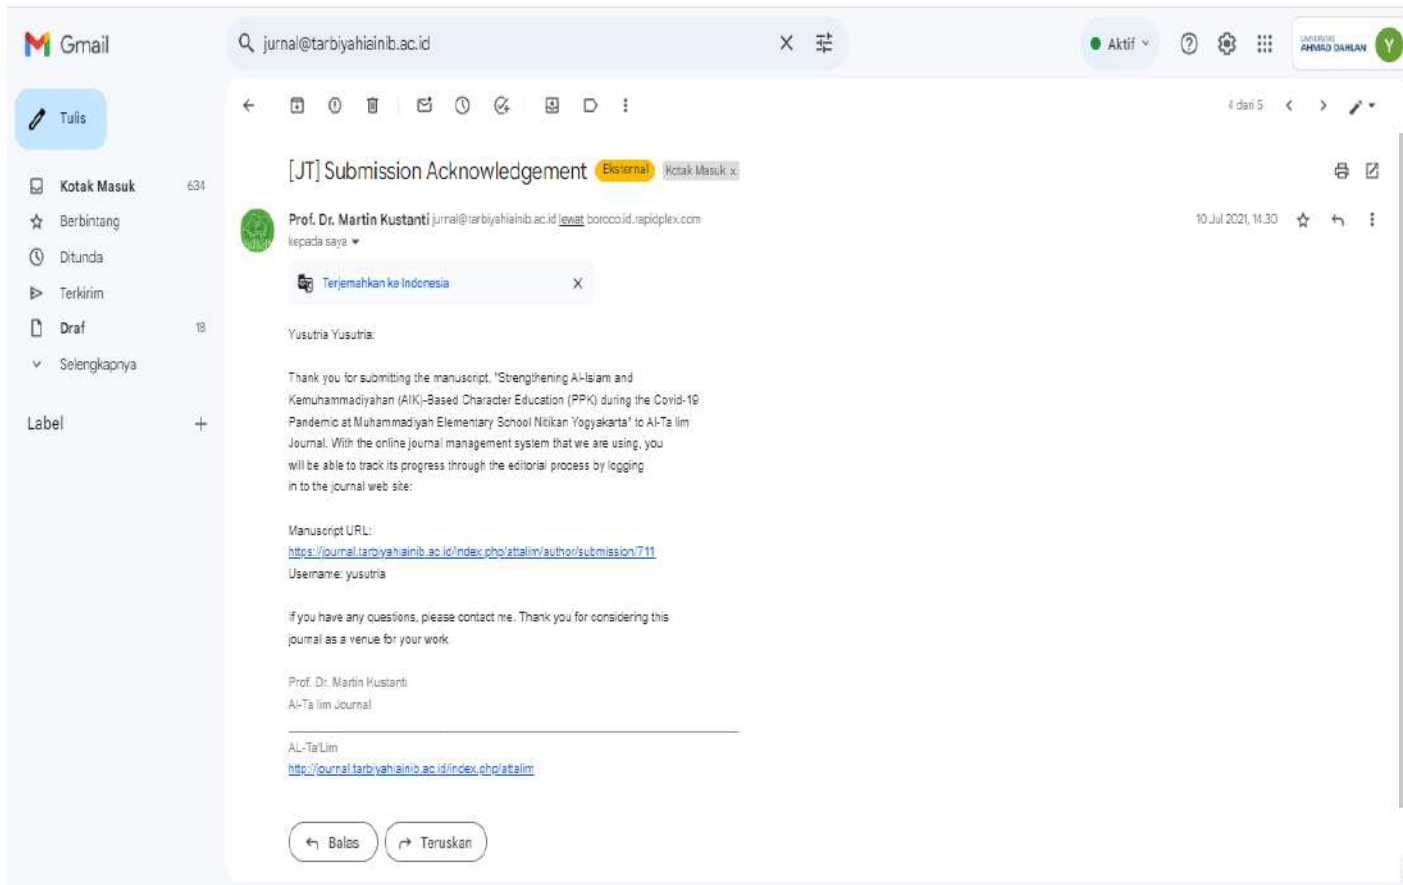 Gmail
jurnal@tarbiyahiainib.ac.id
Aktif
UNIVERSITAS
AHMAD DAHLAN
Y
Tulis
4 dari 5
[JT] Submission Acknowledgement Eksternal Kotak Masuk x
Kotak Masuk 634
Berbintang
Ditunda
Terkirim
Draf 18
Selengkapnya
Label +
Prof. Dr. Martin Kustanti jurnal@tarbiyahiainib.ac.id lewat boroco.id.rapidplex.com
10 Jul 2021, 14.30
kepada saya
Terjemahkan ke Indonesia X
Yusutria Yusutria:
Thank you for submitting the manuscript, "Strengthening Al-Islam and
Kemuhammadiyahan (AIK)-Based Character Education (PPK) during the Covid-19
Pandemic at Muhammadiyah Elementary School Nitikan Yogyakarta" to Al-Ta lim
Journal. With the online journal management system that we are using, you
will be able to track its progress through the editorial process by logging
in to the journal web site:
Manuscript URL:
https://journal.tarbiyahiainib.ac.id/index.php/attalim/author/submission/711
Username: yusutria
If you have any questions, please contact me. Thank you for considering this
journal as a venue for your work.
Prof. Dr. Martin Kustanti
Al-Ta lim Journal
AL-Ta'Lim
http://journal.tarbiyahiainib.ac.id/index.php/attalim
Balas
Teruskan